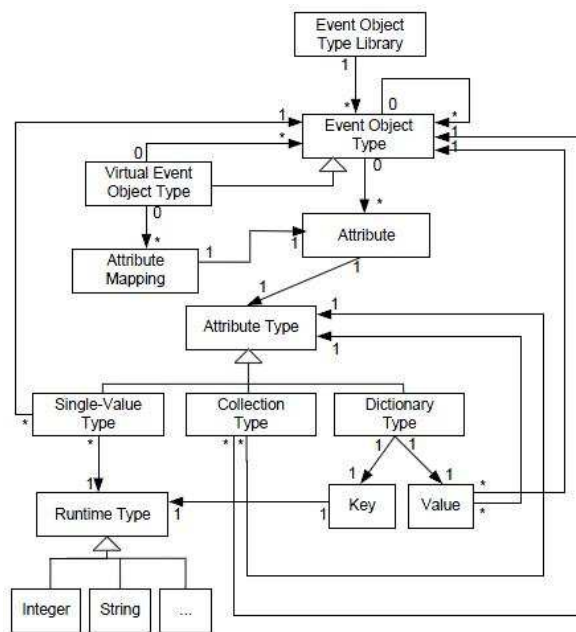 Event Object
Type Library
1
*
0
*
1
Event Object
Type
1
1
*
0
0
Virtual Event
Object Type
0
*
*
Attribute
Mapping
1
1
Attribute
1
1
Attribute Type
1
1
Single-Value
Type
Collection
Type
Dictionary
Type
*
*
*
*
1
1
1
1
*
*
1
Runtime Type
1
1
Key
Value
Integer
String
...